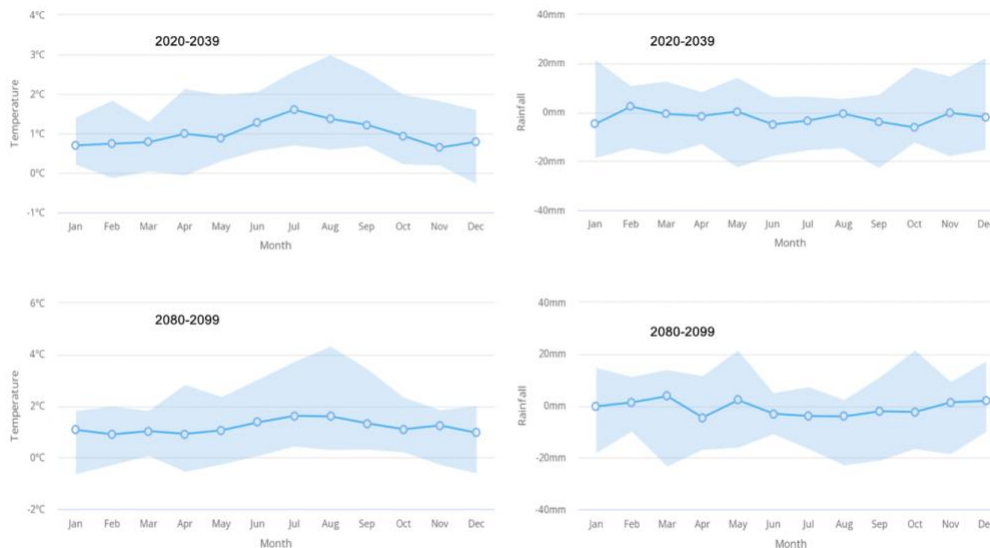 4°C
2020-2039
3°C
2°C
1°C
0°C
-1°C
Temperature
Jan Feb Mar Apr May Jun Jul Aug Sep Oct Nov Dec
Month
40mm
2020-2039
20mm
0mm
-20mm
-40mm
Rainfall
Jan Feb Mar Apr May Jun Jul Aug Sep Oct Nov Dec
Month
6°C
2080-2099
4°C
2°C
0°C
-2°C
Temperature
Jan Feb Mar Apr May Jun Jul Aug Sep Oct Nov Dec
Month
40mm
2080-2099
20mm
0mm
-20mm
-40mm
Rainfall
Jan Feb Mar Apr May Jun Jul Aug Sep Oct Nov Dec
Month